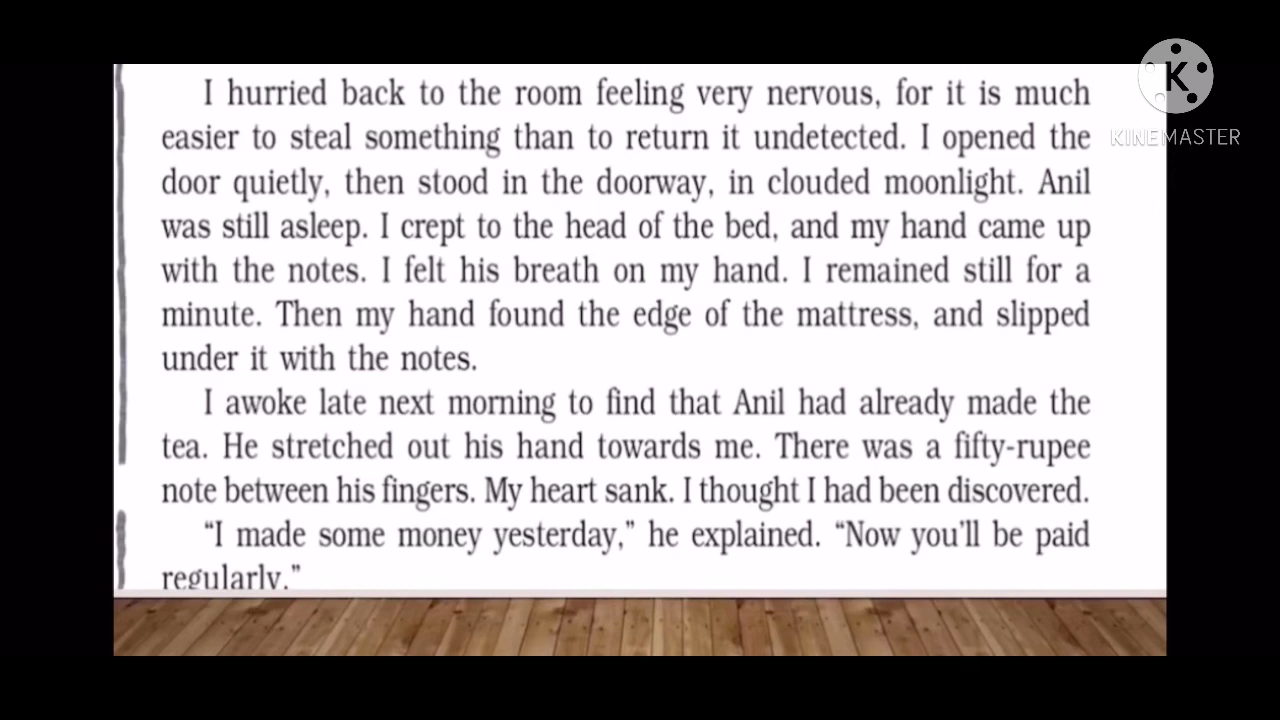 I hurried back to the room feeling very nervous, for it is much
easier to steal something than to return it undetected. I opened the
door quietly, then stood in the doorway, in clouded moonlight. Anil
was still asleep. I crept to the head of the bed, and my hand came up
with the notes. I felt his breath on my hand. I remained still for a
minute. Then my hand found the edge of the mattress, and slipped
under it with the notes.
I awoke late next morning to find that Anil had already made the
tea. He stretched out his hand towards me. There was a fifty-rupee
note between his fingers. My heart sank. I thought I had been discovered.
“I made some money yesterday,” he explained. “Now you’ll be paid
regularly.”
K
KINEMASTER